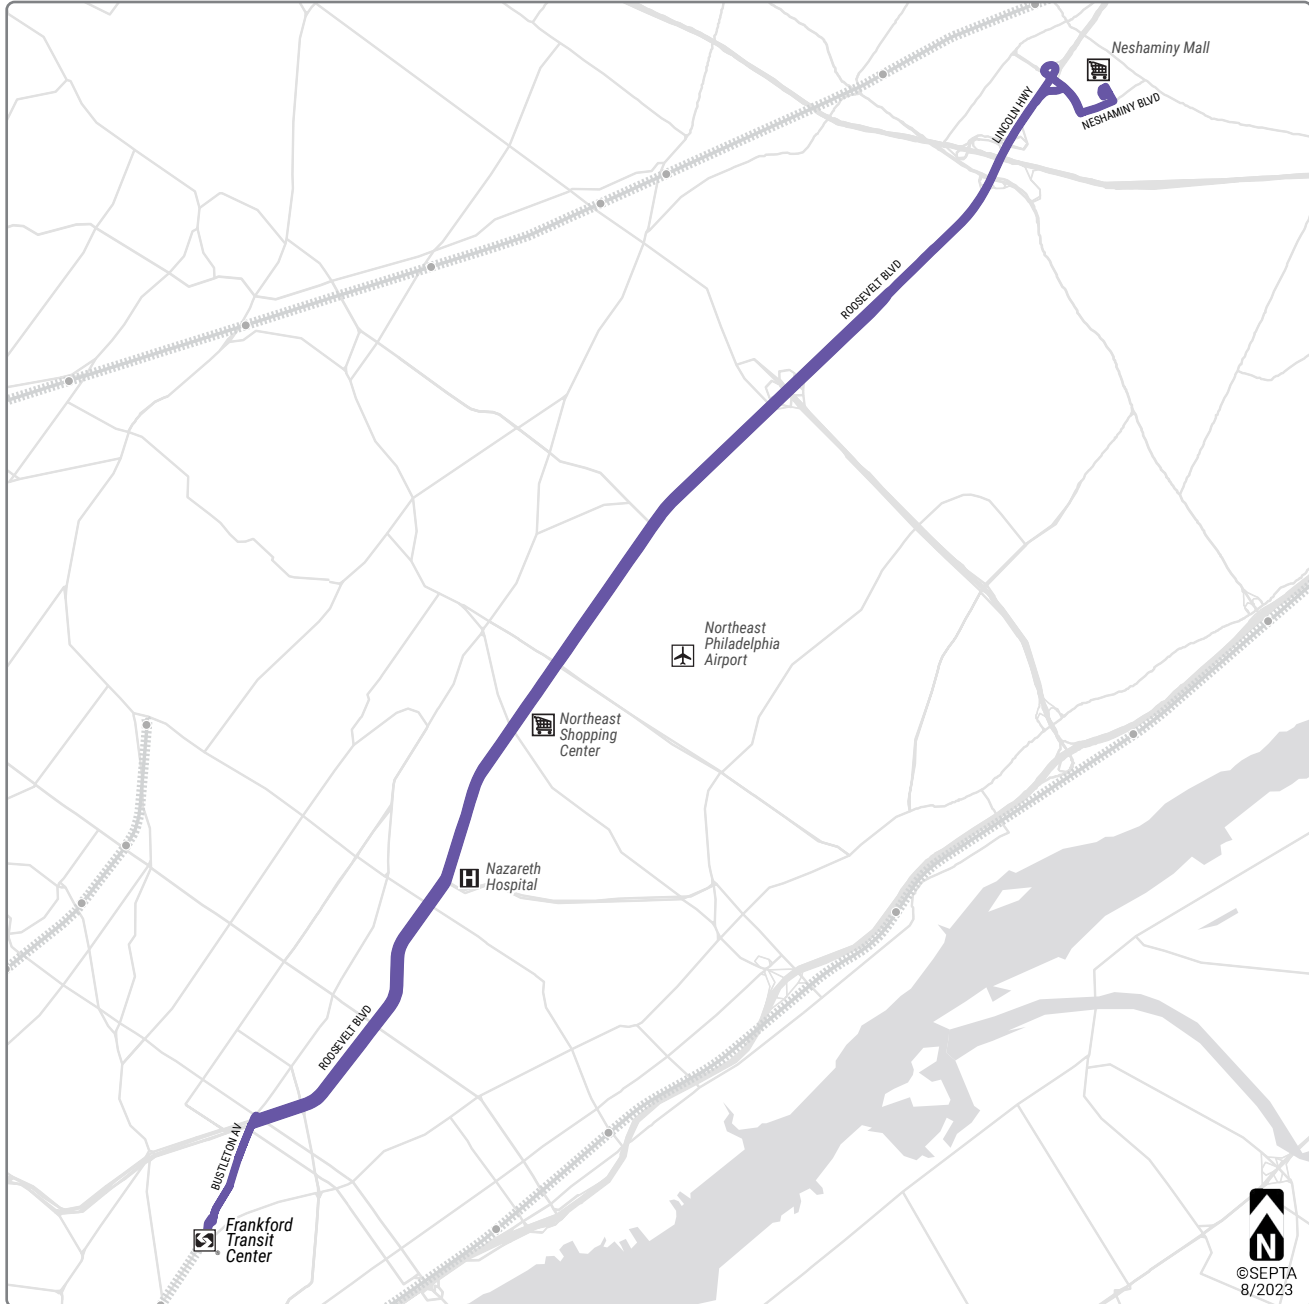 Neshaminy Mall
LINCOLN HWY
NESHAMINY BLVD
ROOSEVELT BLVD
Northeast
Philadelphia
Airport
Northeast
Shopping
Center
H
Nazareth
Hospital
ROOSEVELT BLVD
BUSTLETON AV
Frankford
Transit
Center
N
©SEPTA
8/2023